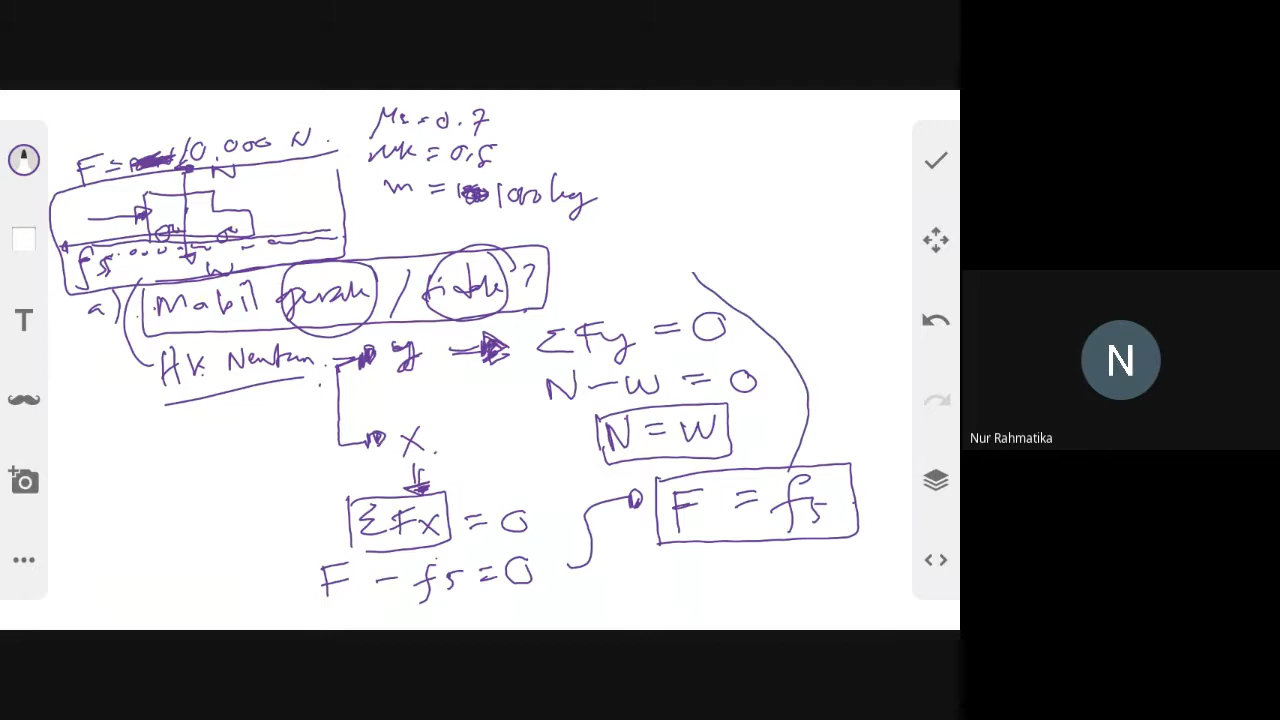 F = 10.000 N.
μs = 0.7
μk = 0.5
m = 1000 kg
N
fs
W
a) Mobil gerak / tidak?
HK Newton.
y
ΣFy = 0
N - W = 0
N = W
x.
ΣFx = 0
F - fs = 0
F = fs
T
N
Nur Rahmatika